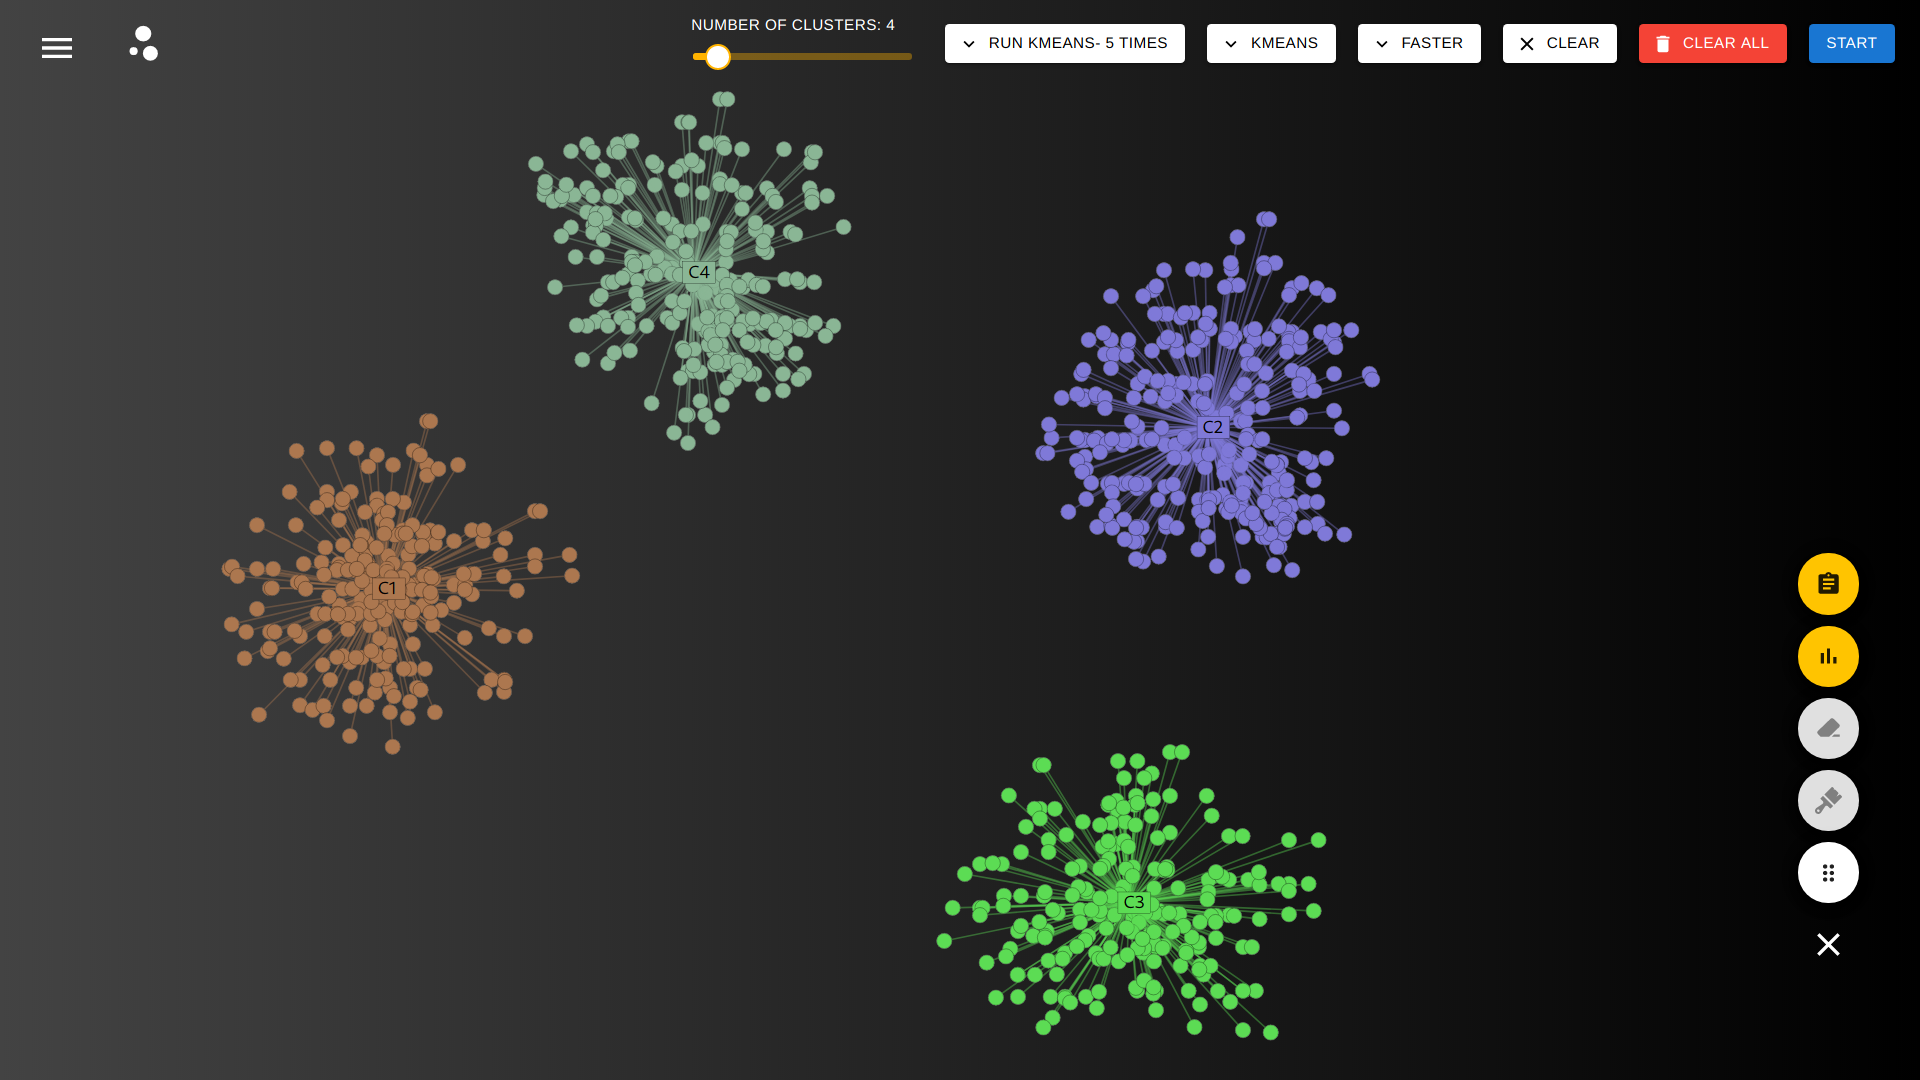 NUMBER OF CLUSTERS: 4
RUN KMEANS- 5 TIMES
KMEANS
FASTER
CLEAR
CLEAR ALL
START
C4
C2
C1
C3